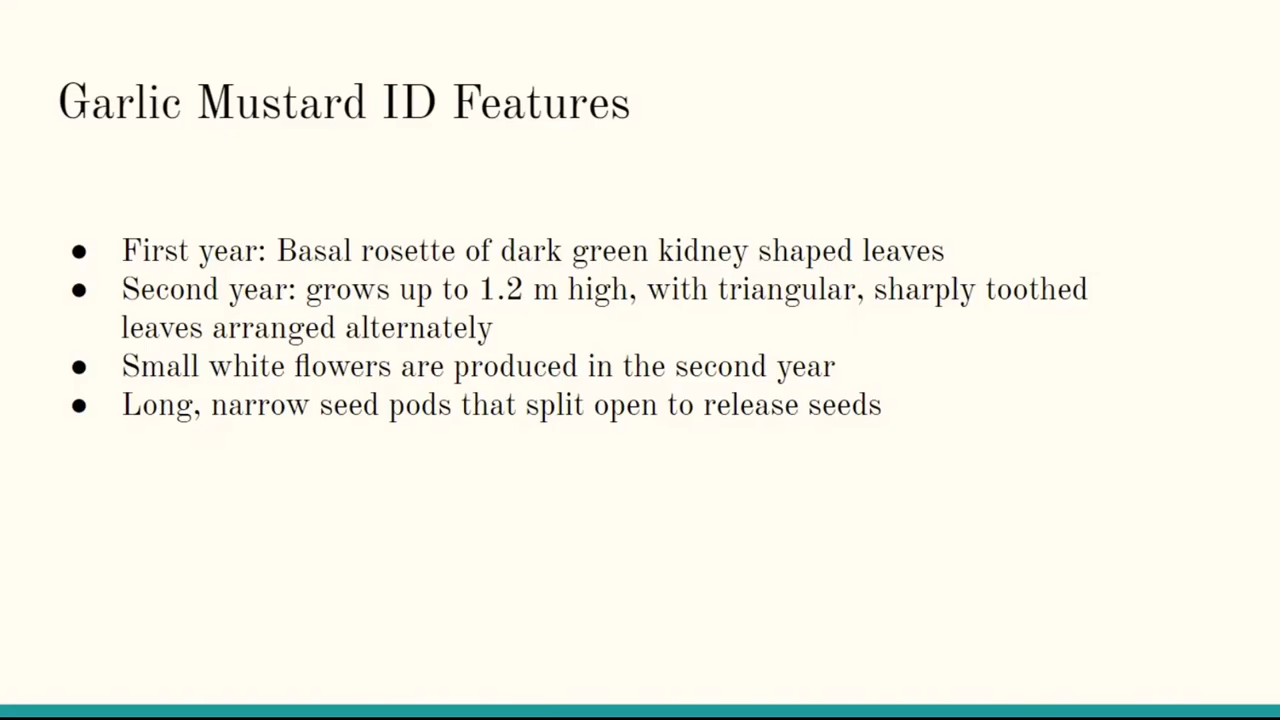 Garlic Mustard ID Features
● First year: Basal rosette of dark green kidney shaped leaves
● Second year: grows up to 1.2 m high, with triangular, sharply toothed
leaves arranged alternately
● Small white flowers are produced in the second year
● Long, narrow seed pods that split open to release seeds